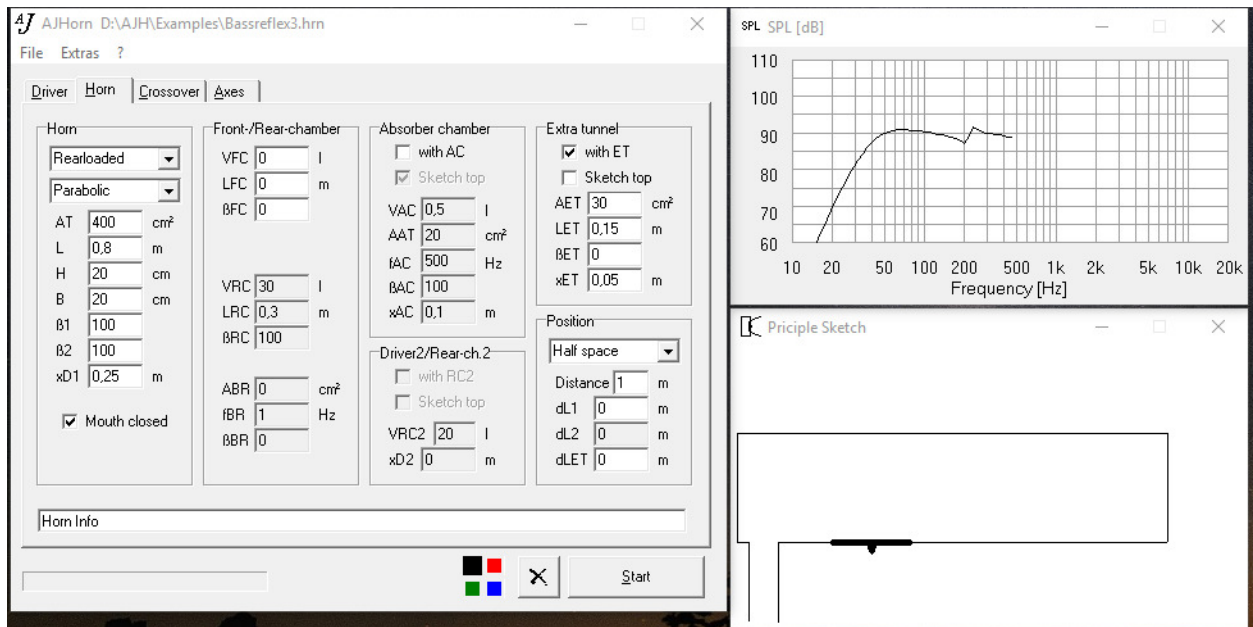 AJ AJHorn D:\AJH\Examples\Bassreflex3.hrn
File Extras ?
Driver Horn Crossover Axes
Horn
Rearloaded
Parabolic
AT 400 cm²
L 0,8 m
H 20 cm
B 20 cm
ß1 100
ß2 100
xD1 0,25 m
Mouth closed
Front-/Rear-chamber
VFC 0 l
LFC 0 m
ßFC 0
VRC 30 l
LRC 0,3 m
ßRC 100
ABR 0 cm²
fBR 1 Hz
ßBR 0
Absorber chamber
with AC
Sketch top
VAC 0,5 l
AAT 20 cm²
fAC 500 Hz
ßAC 100
xAC 0,1 m
Driver2/Rear-ch.2
with RC2
Sketch top
VRC2 20 l
xD2 0 m
Extra tunnel
with ET
Sketch top
AET 30 cm²
LET 0,15 m
ßET 0
xET 0,05 m
Position
Half space
Distance 1 m
dL1 0 m
dL2 0 m
dLET 0 m
Horn Info
Start
SPL SPL [dB]
110
100
90
80
70
60
10 20 50 100 200 500 1k 2k 5k 10k 20k
Frequency [Hz]
Priciple Sketch